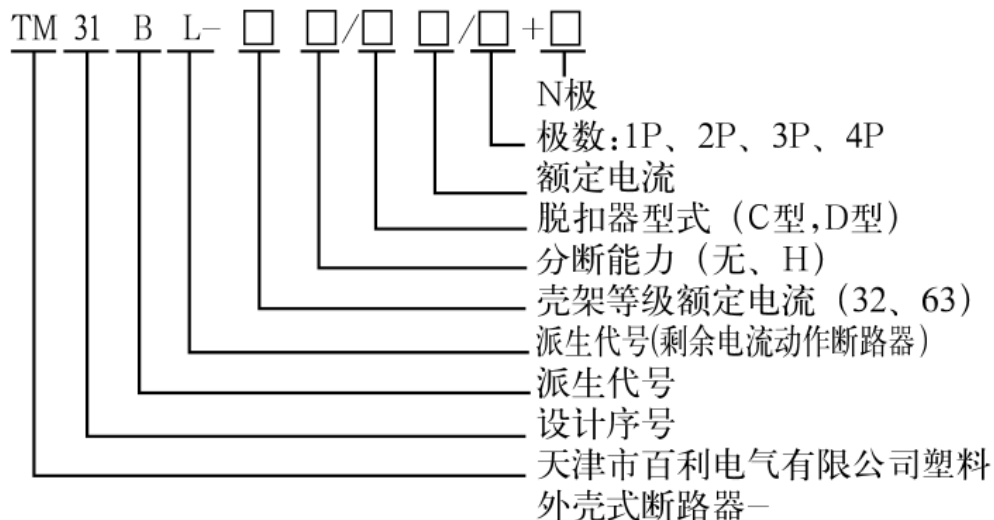 TM 31 B L- □ □/□ □/□+□
N极
极数:1P、2P、3P、4P
额定电流
脱扣器型式（C型,D型）
分断能力（无、H）
壳架等级额定电流（32、63）
派生代号(剩余电流动作断路器)
派生代号
设计序号
天津市百利电气有限公司塑料
外壳式断路器—